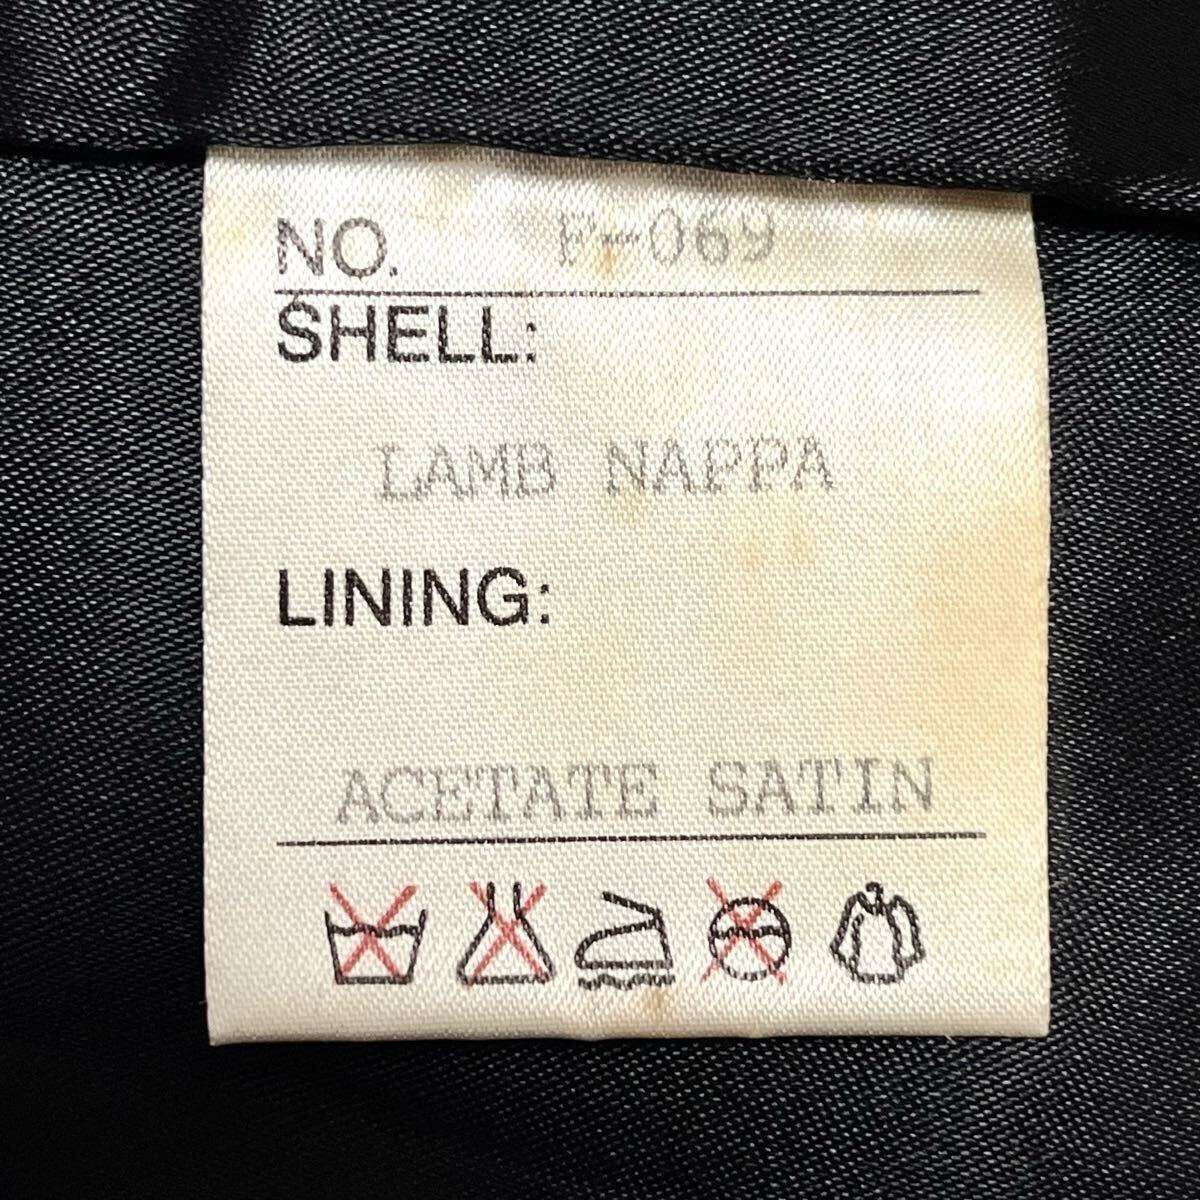 NO. F-069
SHELL:
LAMB NAPPA
LINING:
ACETATE SATIN